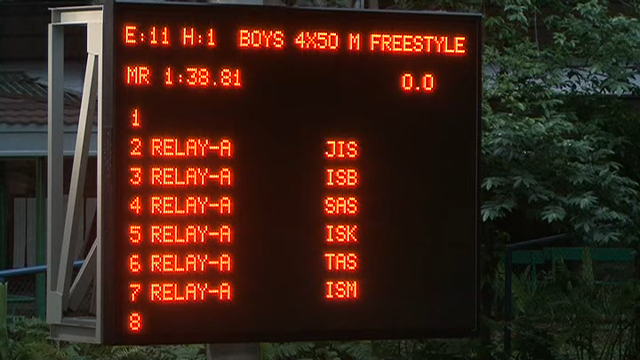 E:11 H:1 BOYS 4X50 M FREESTYLE
MR 1:38.81 0.0
1
2 RELAY-A JIS
3 RELAY-A ISB
4 RELAY-A SAS
5 RELAY-A ISK
6 RELAY-A TAS
7 RELAY-A ISM
8